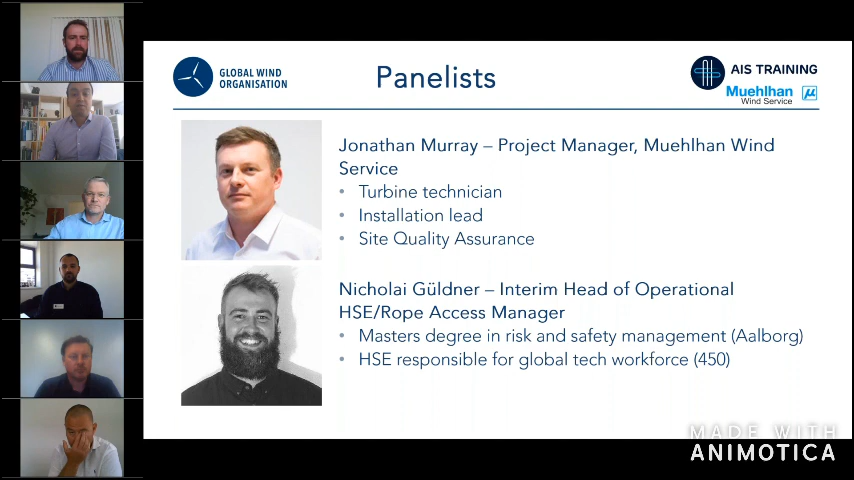 GLOBAL WIND
ORGANISATION
Panelists
AIS TRAINING
Muehlhan
Wind Service
Jonathan Murray – Project Manager, Muehlhan Wind
Service
• Turbine technician
• Installation lead
• Site Quality Assurance
Nicholai Güldner – Interim Head of Operational
HSE/Rope Access Manager
• Masters degree in risk and safety management (Aalborg)
• HSE responsible for global tech workforce (450)
MADE WITH
ANIMOTICA